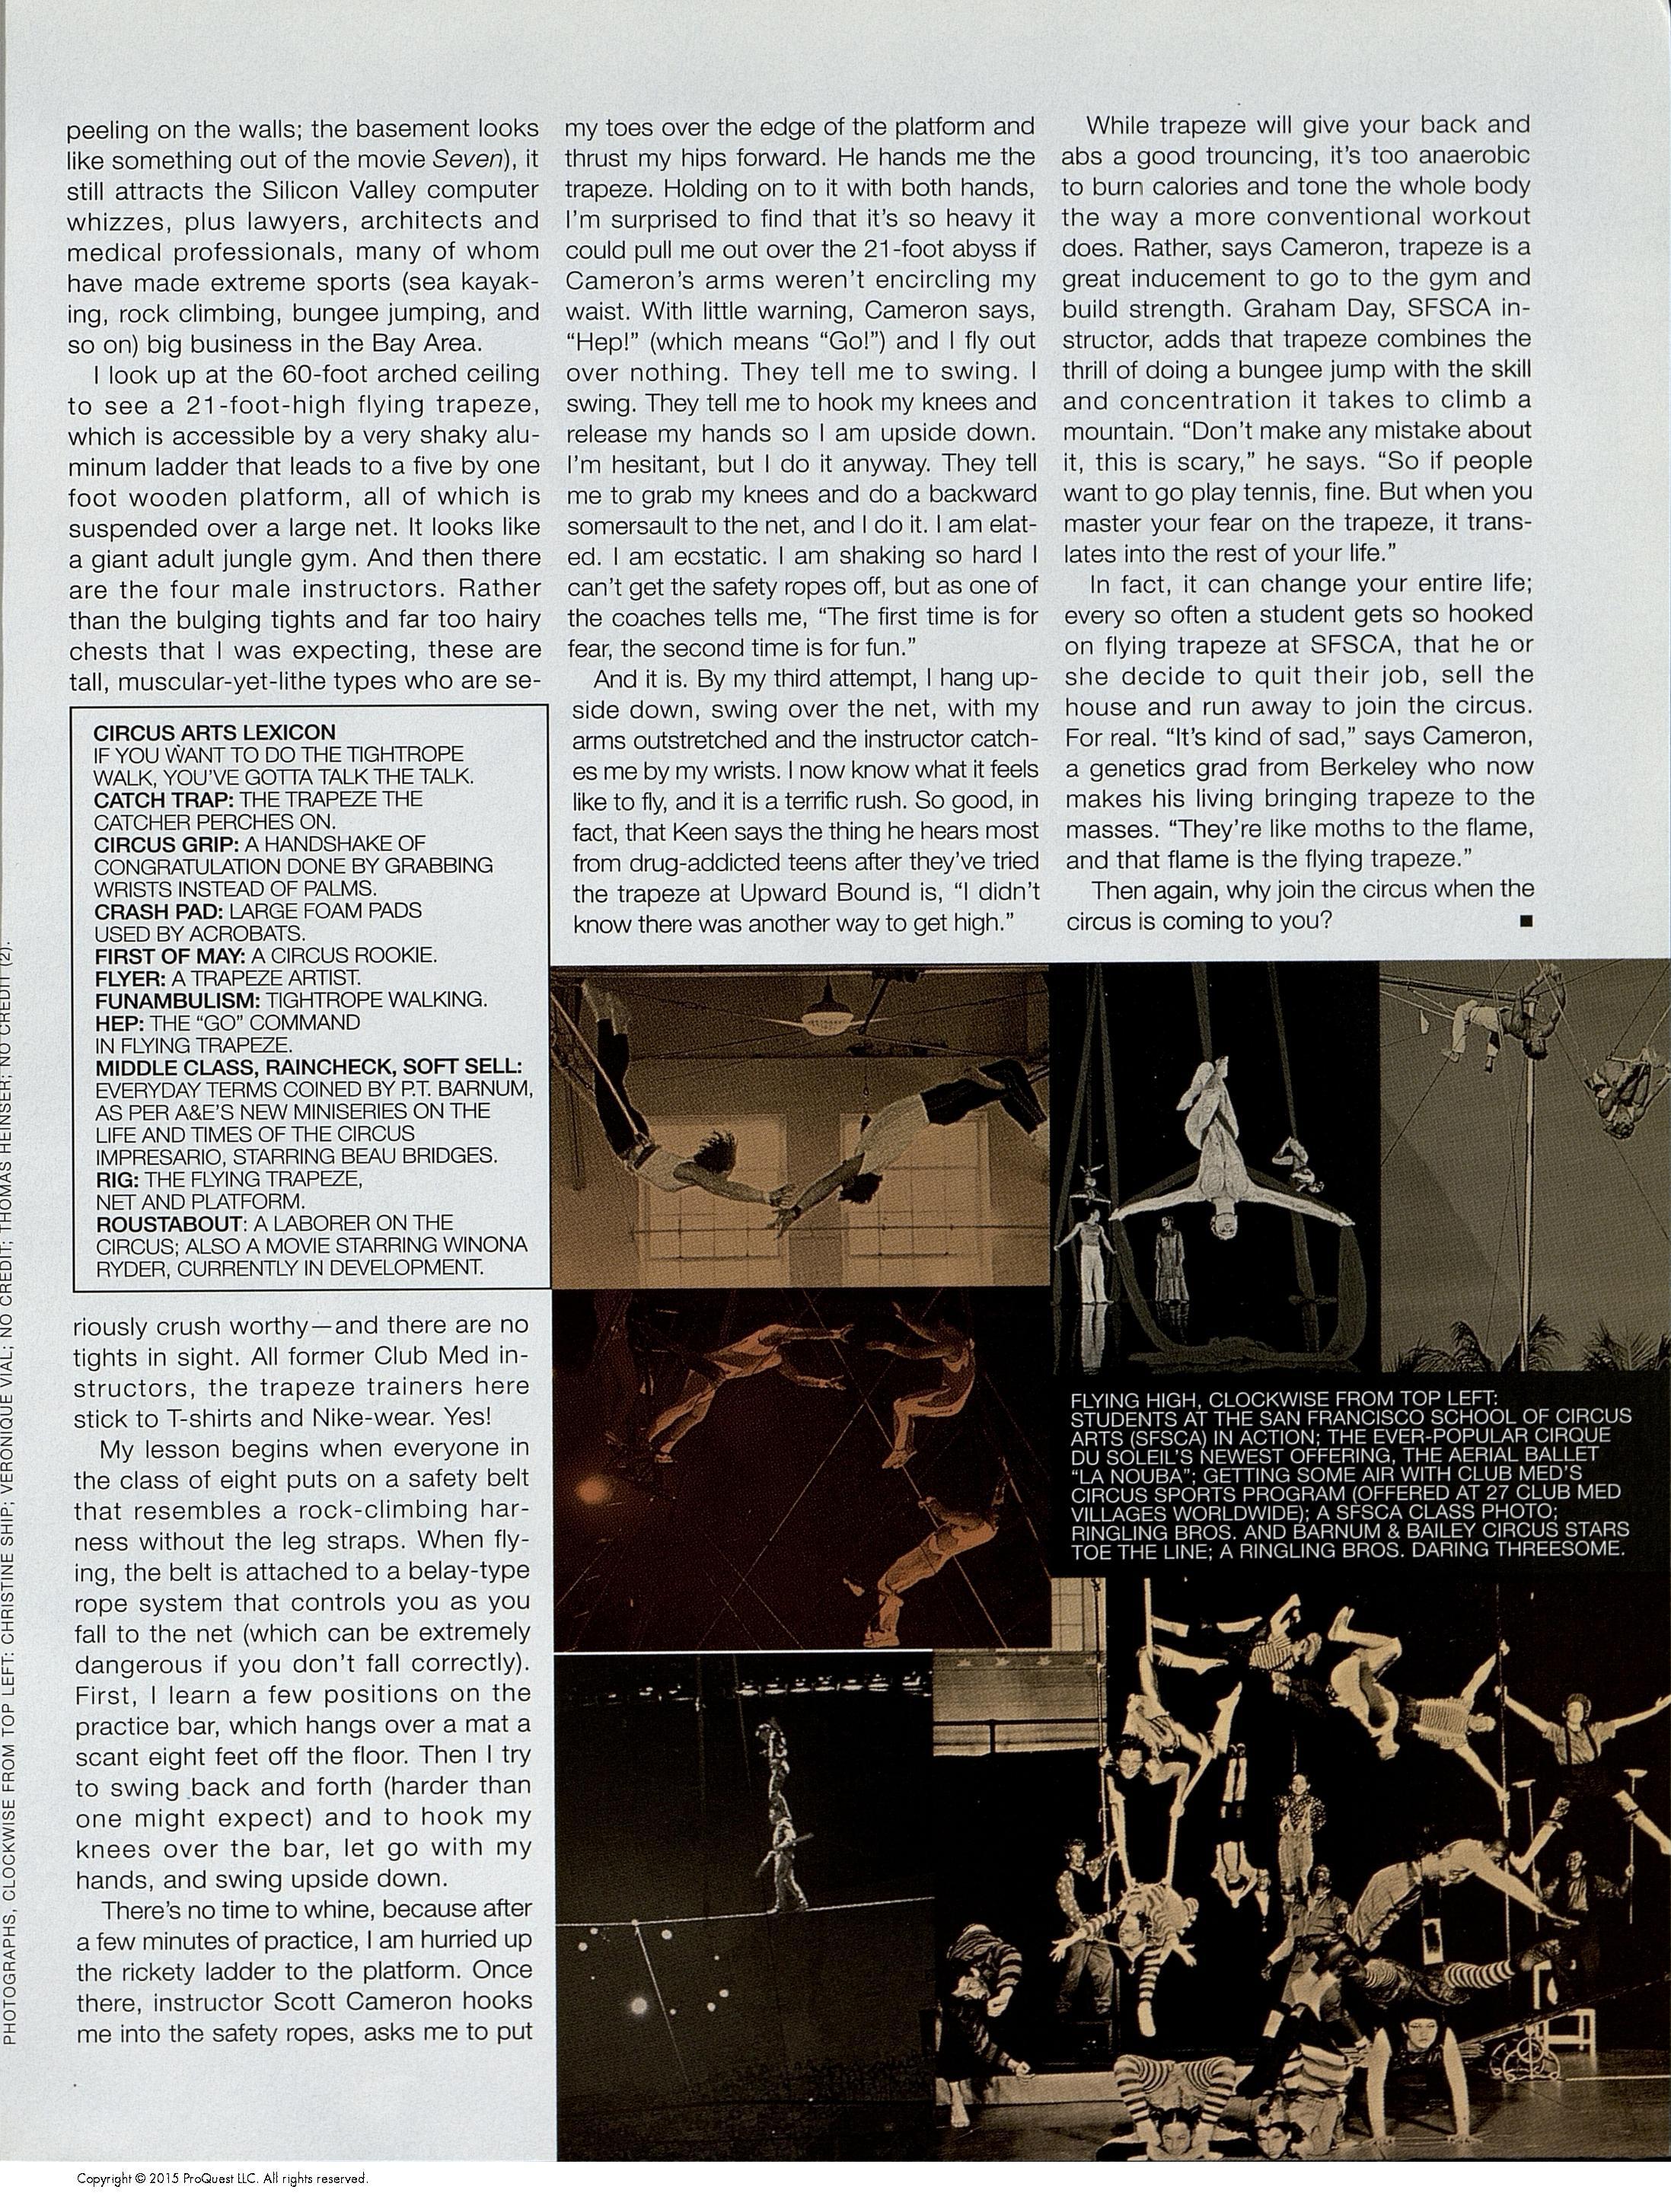 peeling on the walls; the basement looks
like something out of the movie Seven), it
still attracts the Silicon Valley computer
whizzes, plus lawyers, architects and
medical professionals, many of whom
have made extreme sports (sea kayak-
ing, rock climbing, bungee jumping, and
so on) big business in the Bay Area.
I look up at the 60-foot arched ceiling
to see a 21-foot-high flying trapeze,
which is accessible by a very shaky alu-
minum ladder that leads to a five by one
foot wooden platform, all of which is
suspended over a large net. It looks like
a giant adult jungle gym. And then there
are the four male instructors. Rather
than the bulging tights and far too hairy
chests that I was expecting, these are
tall, muscular-yet-lithe types who are se-
CIRCUS ARTS LEXICON
IF YOU WANT TO DO THE TIGHTROPE
WALK, YOU'VE GOTTA TALK THE TALK.
CATCH TRAP: THE TRAPEZE THE
CATCHER PERCHES ON.
CIRCUS GRIP: A HANDSHAKE OF
CONGRATULATION DONE BY GRABBING
WRISTS INSTEAD OF PALMS.
CRASH PAD: LARGE FOAM PADS
USED BY ACROBATS.
FIRST OF MAY: A CIRCUS ROOKIE.
FLYER: A TRAPEZE ARTIST.
FUNAMBULISM: TIGHTROPE WALKING.
HEP: THE “GO” COMMAND
IN FLYING TRAPEZE.
MIDDLE CLASS, RAINCHECK, SOFT SELL:
EVERYDAY TERMS COINED BY P.T. BARNUM,
AS PER A&E'S NEW MINISERIES ON THE
LIFE AND TIMES OF THE CIRCUS
IMPRESARIO, STARRING BEAU BRIDGES.
RIG: THE FLYING TRAPEZE,
NET AND PLATFORM.
ROUSTABOUT: A LABORER ON THE
CIRCUS; ALSO A MOVIE STARRING WINONA
RYDER, CURRENTLY IN DEVELOPMENT.
riously crush worthy—and there are no
tights in sight. All former Club Med in-
structors, the trapeze trainers here
stick to T-shirts and Nike-wear. Yes!
My lesson begins when everyone in
the class of eight puts on a safety belt
that resembles a rock-climbing har-
ness without the leg straps. When fly-
ing, the belt is attached to a belay-type
rope system that controls you as you
fall to the net (which can be extremely
dangerous if you don't fall correctly).
First, I learn a few positions on the
practice bar, which hangs over a mat a
scant eight feet off the floor. Then I try
to swing back and forth (harder than
one might expect) and to hook my
knees over the bar, let go with my
hands, and swing upside down.
There's no time to whine, because after
a few minutes of practice, I am hurried up
the rickety ladder to the platform. Once
there, instructor Scott Cameron hooks
me into the safety ropes, asks me to put
my toes over the edge of the platform and
thrust my hips forward. He hands me the
trapeze. Holding on to it with both hands,
I'm surprised to find that it's so heavy it
could pull me out over the 21-foot abyss if
Cameron's arms weren't encircling my
waist. With little warning, Cameron says,
“Hep!” (which means “Go!”) and I fly out
over nothing. They tell me to swing. I
swing. They tell me to hook my knees and
release my hands so I am upside down.
I'm hesitant, but I do it anyway. They tell
me to grab my knees and do a backward
somersault to the net, and I do it. I am elat-
ed. I am ecstatic. I am shaking so hard I
can't get the safety ropes off, but as one of
the coaches tells me, “The first time is for
fear, the second time is for fun.”
And it is. By my third attempt, I hang up-
side down, swing over the net, with my
arms outstretched and the instructor catch-
es me by my wrists. I now know what it feels
like to fly, and it is a terrific rush. So good, in
fact, that Keen says the thing he hears most
from drug-addicted teens after they've tried
the trapeze at Upward Bound is, “I didn't
know there was another way to get high.”
While trapeze will give your back and
abs a good trouncing, it's too anaerobic
to burn calories and tone the whole body
the way a more conventional workout
does. Rather, says Cameron, trapeze is a
great inducement to go to the gym and
build strength. Graham Day, SFSCA in-
structor, adds that trapeze combines the
thrill of doing a bungee jump with the skill
and concentration it takes to climb a
mountain. “Don't make any mistake about
it, this is scary,” he says. “So if people
want to go play tennis, fine. But when you
master your fear on the trapeze, it trans-
lates into the rest of your life.”
In fact, it can change your entire life;
every so often a student gets so hooked
on flying trapeze at SFSCA, that he or
she decide to quit their job, sell the
house and run away to join the circus.
For real. “It's kind of sad,” says Cameron,
a genetics grad from Berkeley who now
makes his living bringing trapeze to the
masses. “They're like moths to the flame,
and that flame is the flying trapeze.”
Then again, why join the circus when the
circus is coming to you? ■
FLYING HIGH, CLOCKWISE FROM TOP LEFT:
STUDENTS AT THE SAN FRANCISCO SCHOOL OF CIRCUS
ARTS (SFSCA) IN ACTION; THE EVER-POPULAR CIRQUE
DU SOLEIL'S NEWEST OFFERING, THE AERIAL BALLET
“LA NOUBA”; GETTING SOME AIR WITH CLUB MED'S
CIRCUS SPORTS PROGRAM (OFFERED AT 27 CLUB MED
VILLAGES WORLDWIDE); A SFSCA CLASS PHOTO;
RINGLING BROS. AND BARNUM & BAILEY CIRCUS STARS
TOE THE LINE; A RINGLING BROS. DARING THREESOME.
PHOTOGRAPHS, CLOCKWISE FROM TOP LEFT: CHRISTINE SHIP; VERONIQUE VIAL; NO CREDIT; THOMAS HEINSER; NO CREDIT (2).
Copyright © 2015 ProQuest LLC. All rights reserved.